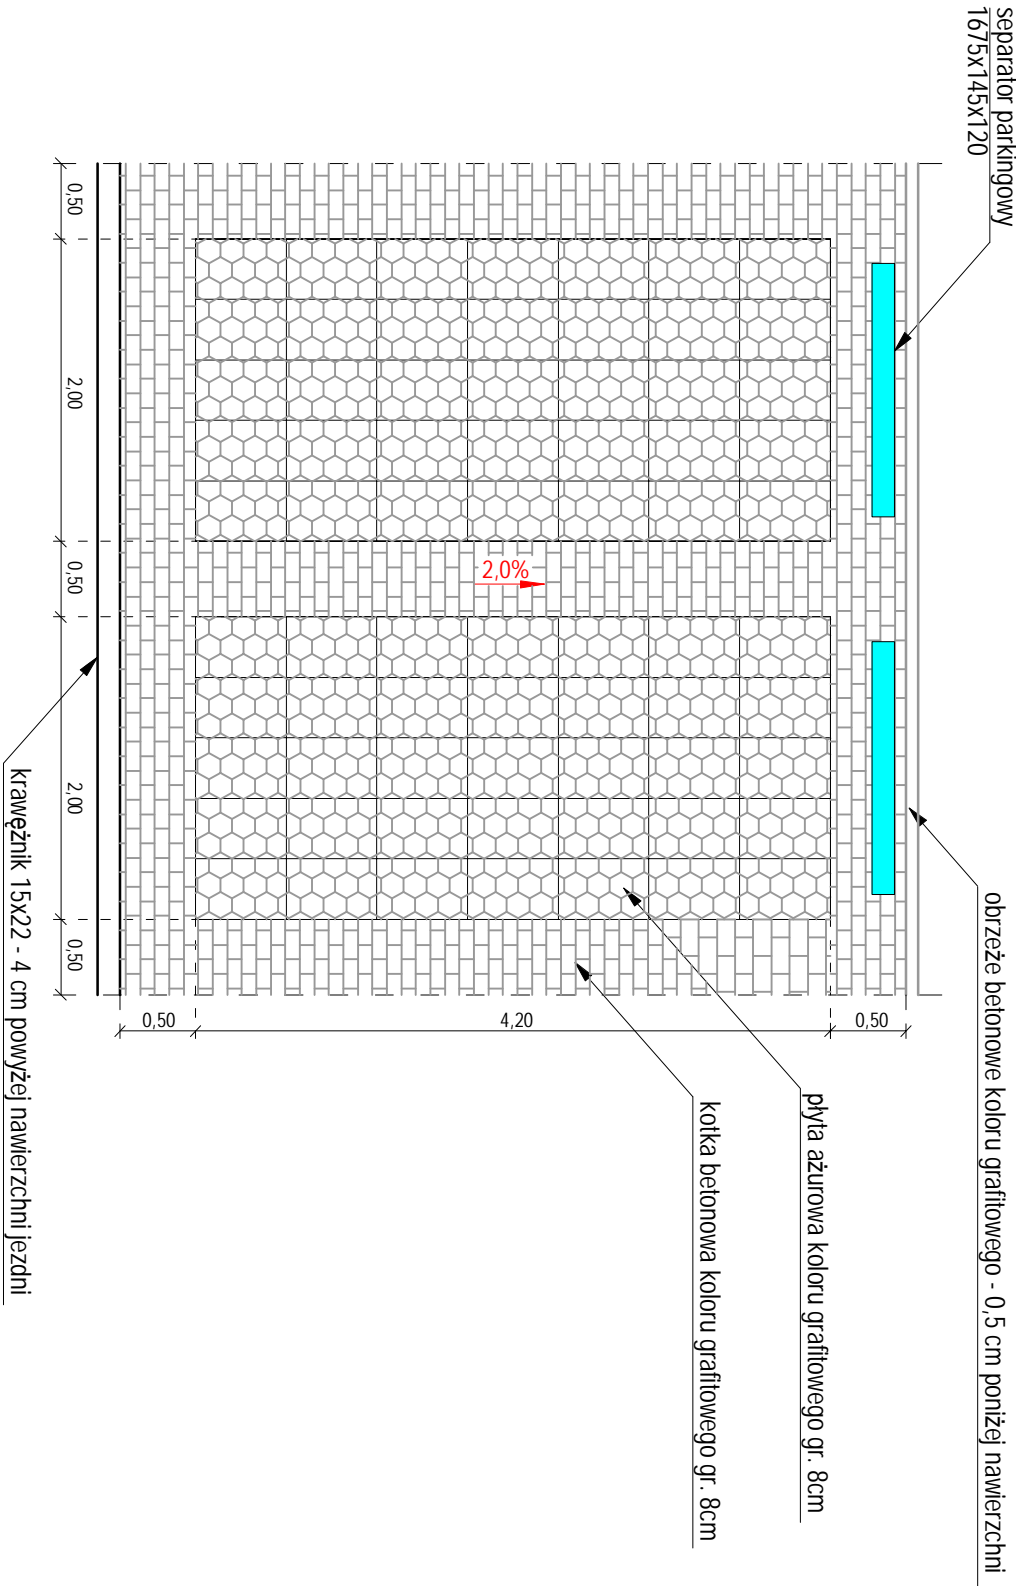 separator parkingowy
1675x145x120
obrzeże betonowe koloru grafitowego - 0,5 cm poniżej nawierzchni
płyta ażurowa koloru grafitowego gr. 8cm
kotka betonowa koloru grafitowego gr. 8cm
krawężnik 15x22 - 4 cm powyżej nawierzchni jezdni
0,50
2,00
0,50
2,00
0,50
2,0%
0,50
4,20
0,50